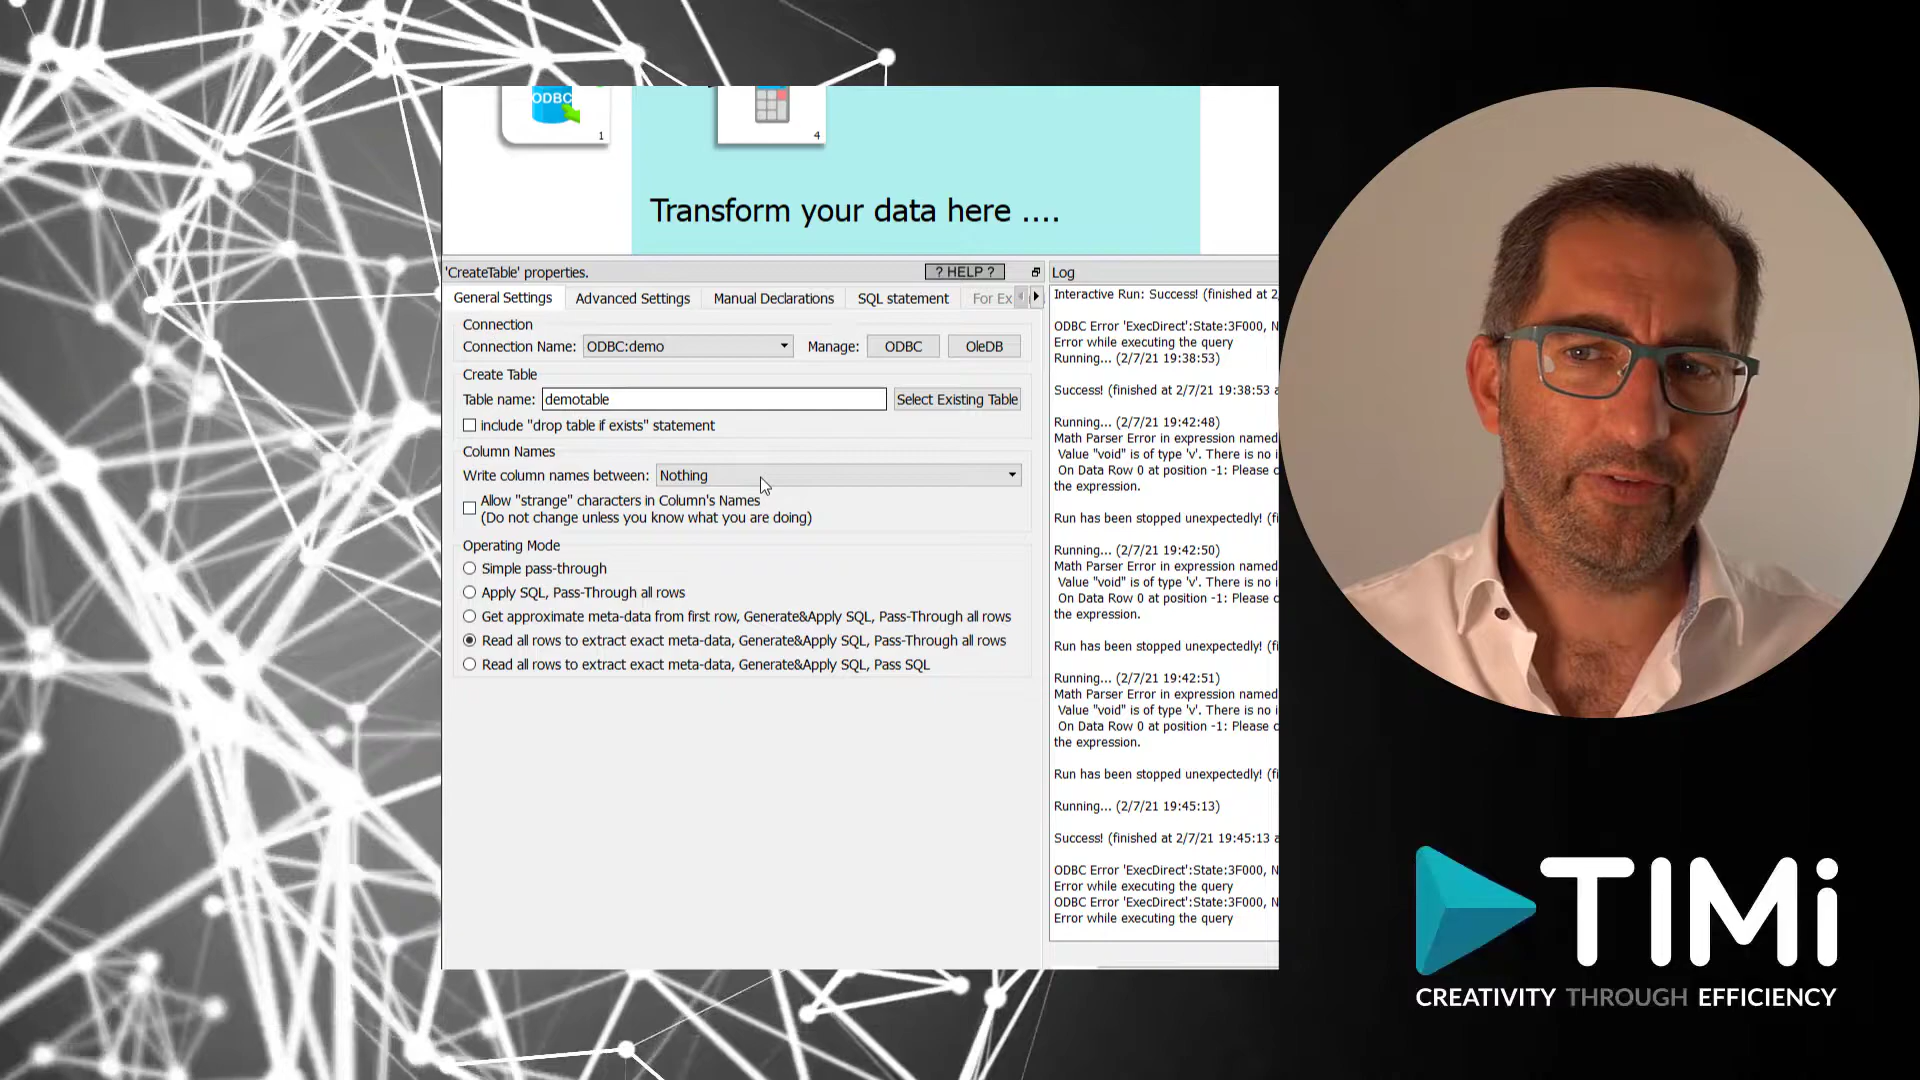 ODBC
1
4
Transform your data here ....
'CreateTable' properties.
? HELP ?
General Settings
Advanced Settings
Manual Declarations
SQL statement
For Ex
Connection
Connection Name:
ODBC:demo
Manage:
ODBC
OleDB
Create Table
Table name:
demotable
Select Existing Table
include "drop table if exists" statement
Column Names
Write column names between:
Nothing
Allow "strange" characters in Column's Names
(Do not change unless you know what you are doing)
Operating Mode
Simple pass-through
Apply SQL, Pass-Through all rows
Get approximate meta-data from first row, Generate&Apply SQL, Pass-Through all rows
Read all rows to extract exact meta-data, Generate&Apply SQL, Pass-Through all rows
Read all rows to extract exact meta-data, Generate&Apply SQL, Pass SQL
Log
Interactive Run: Success! (finished at 2
ODBC Error 'ExecDirect':State:3F000, N
Error while executing the query
Running... (2/7/21 19:38:53)
Success! (finished at 2/7/21 19:38:53 a
Running... (2/7/21 19:42:48)
Math Parser Error in expression named
Value "void" is of type 'v'. There is no i
On Data Row 0 at position -1: Please c
the expression.
Run has been stopped unexpectedly! (fi
Running... (2/7/21 19:42:50)
Math Parser Error in expression named
Value "void" is of type 'v'. There is no i
On Data Row 0 at position -1: Please c
the expression.
Run has been stopped unexpectedly! (fi
Running... (2/7/21 19:42:51)
Math Parser Error in expression named
Value "void" is of type 'v'. There is no i
On Data Row 0 at position -1: Please c
the expression.
Run has been stopped unexpectedly! (fi
Running... (2/7/21 19:45:13)
Success! (finished at 2/7/21 19:45:13 a
ODBC Error 'ExecDirect':State:3F000, N
Error while executing the query
ODBC Error 'ExecDirect':State:3F000, N
Error while executing the query
TIMi
CREATIVITY THROUGH EFFICIENCY